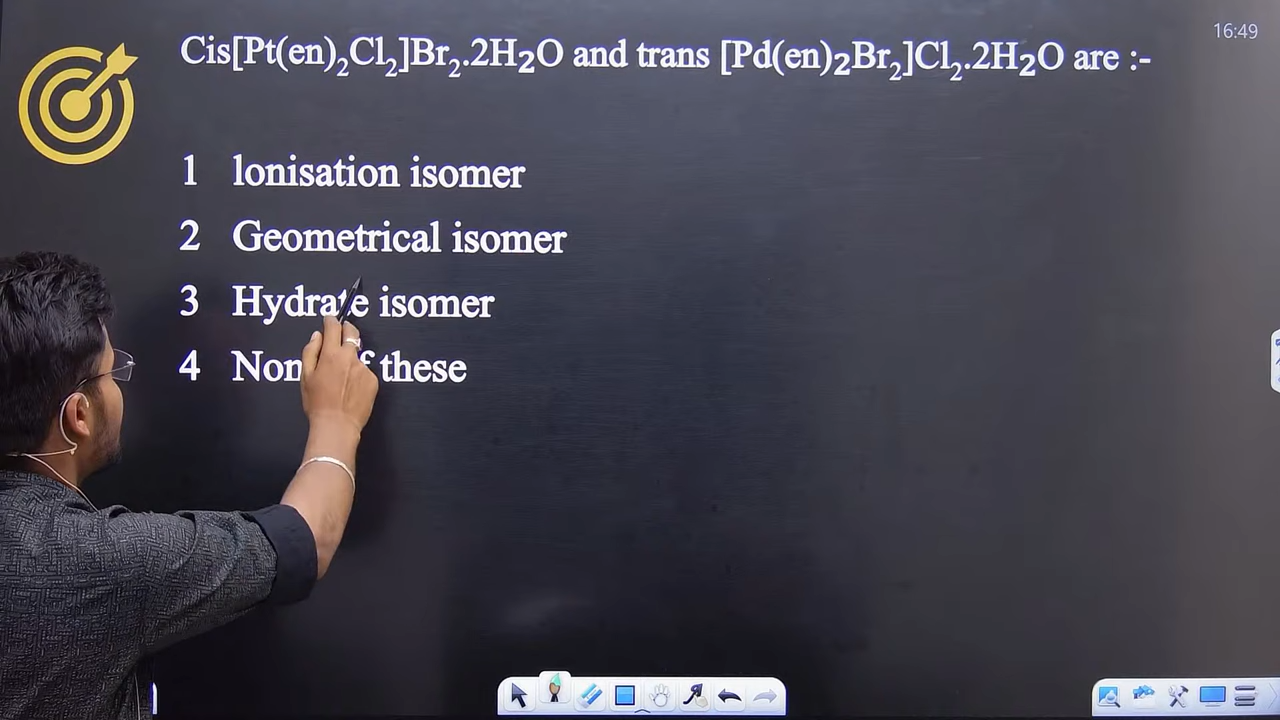 16:49
Cis[Pt(en)₂Cl₂]Br₂.2H₂O and trans [Pd(en)₂Br₂]Cl₂.2H₂O are :-
1 lonisation isomer
2 Geometrical isomer
3 Hydrate isomer
4 these